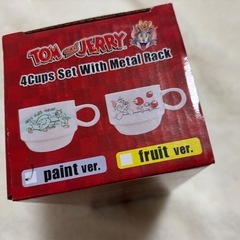 TOM AND JERRY
4Cups Set With Metal Rack
paint ver.
fruit ver.